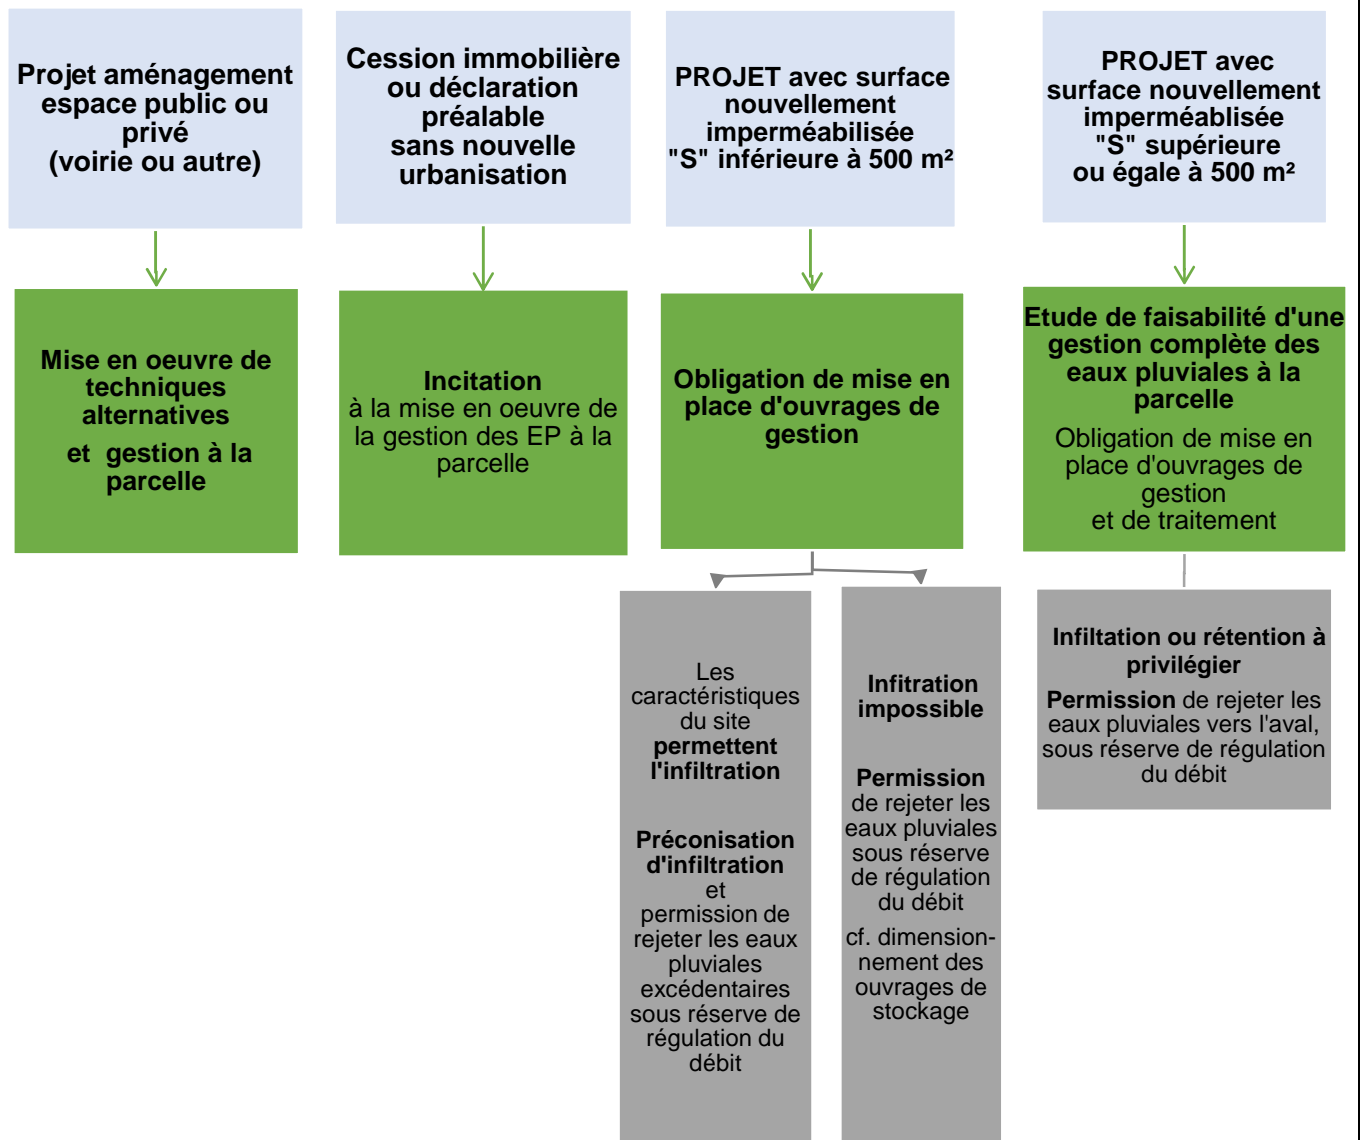 Projet aménagement
espace public ou
privé
(voirie ou autre)
Cession immobilière
ou déclaration
préalable
sans nouvelle
urbanisation
PROJET avec surface
nouvellement
imperméabilisée
"S" inférieure à 500 m²
PROJET avec
surface nouvellement
imperméablisée
"S" supérieure
ou égale à 500 m²
Mise en oeuvre de
techniques
alternatives
et gestion à la
parcelle
Incitation
à la mise en oeuvre de
la gestion des EP à la
parcelle
Obligation de mise en
place d'ouvrages de
gestion
Etude de faisabilité d'une
gestion complète des
eaux pluviales à la
parcelle
Obligation de mise en
place d'ouvrages de
gestion
et de traitement
Les
caractéristiques
du site
permettent
l'infiltration
Préconisation
d'infiltration
et
permission de
rejeter les eaux
pluviales
excédentaires
sous réserve de
régulation du
débit
Infitration
impossible
Permission
de rejeter les
eaux pluviales
sous réserve
de régulation
du débit
cf. dimension-
nement des
ouvrages de
stockage
Infiltation ou rétention à
privilégier
Permission de rejeter les
eaux pluviales vers l'aval,
sous réserve de régulation
du débit